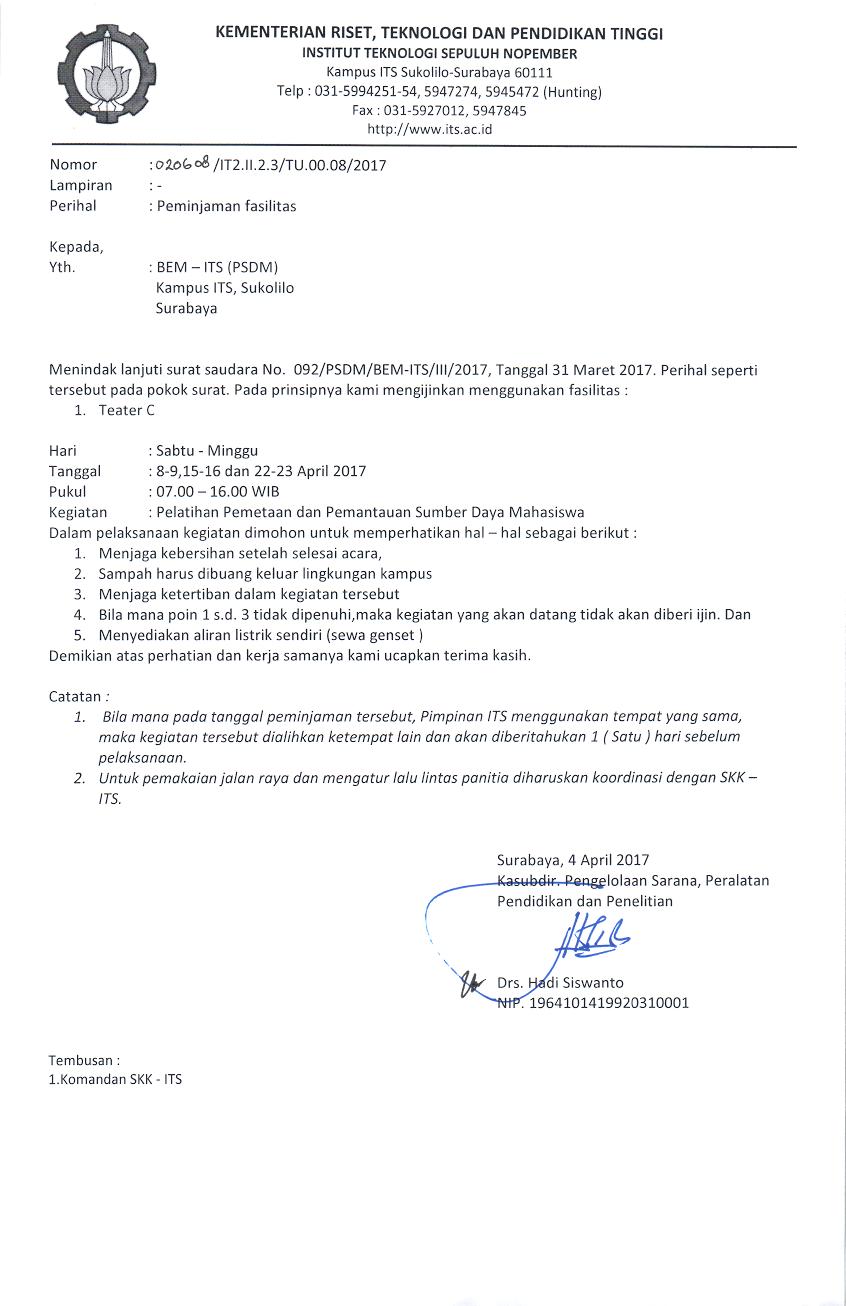 KEMENTERIAN RISET, TEKNOLOGI DAN PENDIDIKAN TINGGI
INSTITUT TEKNOLOGI SEPULUH NOPEMBER
Kampus ITS Sukolilo-Surabaya 60111
Telp : 031-5994251-54, 5947274, 5945472 (Hunting)
Fax : 031-5927012, 5947845
http://www.its.ac.id
Nomor : 020608 /IT2.II.2.3/TU.00.08/2017
Lampiran : -
Perihal : Peminjaman fasilitas
Kepada,
Yth. : BEM – ITS (PSDM)
Kampus ITS, Sukolilo
Surabaya
Menindak lanjuti surat saudara No. 092/PSDM/BEM-ITS/III/2017, Tanggal 31 Maret 2017. Perihal seperti
tersebut pada pokok surat. Pada prinsipnya kami mengijinkan menggunakan fasilitas :
1. Teater C
Hari : Sabtu - Minggu
Tanggal : 8-9,15-16 dan 22-23 April 2017
Pukul : 07.00 – 16.00 WIB
Kegiatan : Pelatihan Pemetaan dan Pemantauan Sumber Daya Mahasiswa
Dalam pelaksanaan kegiatan dimohon untuk memperhatikan hal – hal sebagai berikut :
1. Menjaga kebersihan setelah selesai acara,
2. Sampah harus dibuang keluar lingkungan kampus
3. Menjaga ketertiban dalam kegiatan tersebut
4. Bila mana poin 1 s.d. 3 tidak dipenuhi,maka kegiatan yang akan datang tidak akan diberi ijin. Dan
5. Menyediakan aliran listrik sendiri (sewa genset )
Demikian atas perhatian dan kerja samanya kami ucapkan terima kasih.
Catatan :
1. Bila mana pada tanggal peminjaman tersebut, Pimpinan ITS menggunakan tempat yang sama,
maka kegiatan tersebut dialihkan ketempat lain dan akan diberitahukan 1 ( Satu ) hari sebelum
pelaksanaan.
2. Untuk pemakaian jalan raya dan mengatur lalu lintas panitia diharuskan koordinasi dengan SKK –
ITS.
Surabaya, 4 April 2017
Kasubdir. Pengelolaan Sarana, Peralatan
Pendidikan dan Penelitian
Drs. Hadi Siswanto
NIP. 1964101419920310001
Tembusan :
1.Komandan SKK - ITS